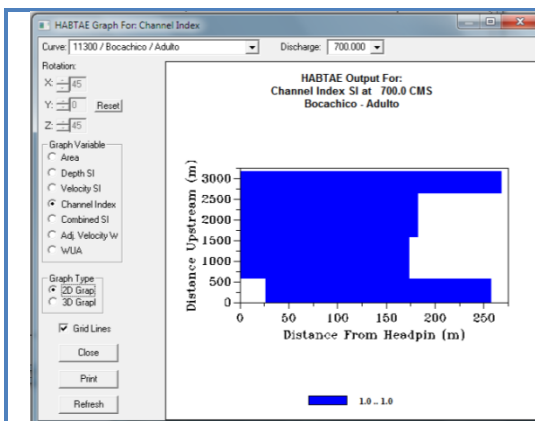 HABTAE Graph For: Channel Index
Curve: 11300 / Bocachico / Adulto Discharge: 700.000
Rotation:
X: 45
Y: 0 Reset
Z: 45
Graph Variable
Area
Depth SI
Velocity SI
Channel Index
Combined SI
Adj. Velocity W
WUA
Graph Type
2D Grap
3D Grapl
Grid Lines
Close
Print
Refresh
HABTAE Output For:
Channel Index SI at 700.0 CMS
Bocachico - Adulto
Distance Upstream (m)
3000
2500
2000
1500
1000
500
0
0 50 100 150 200 250
Distance From Headpin (m)
1.0 .. 1.0